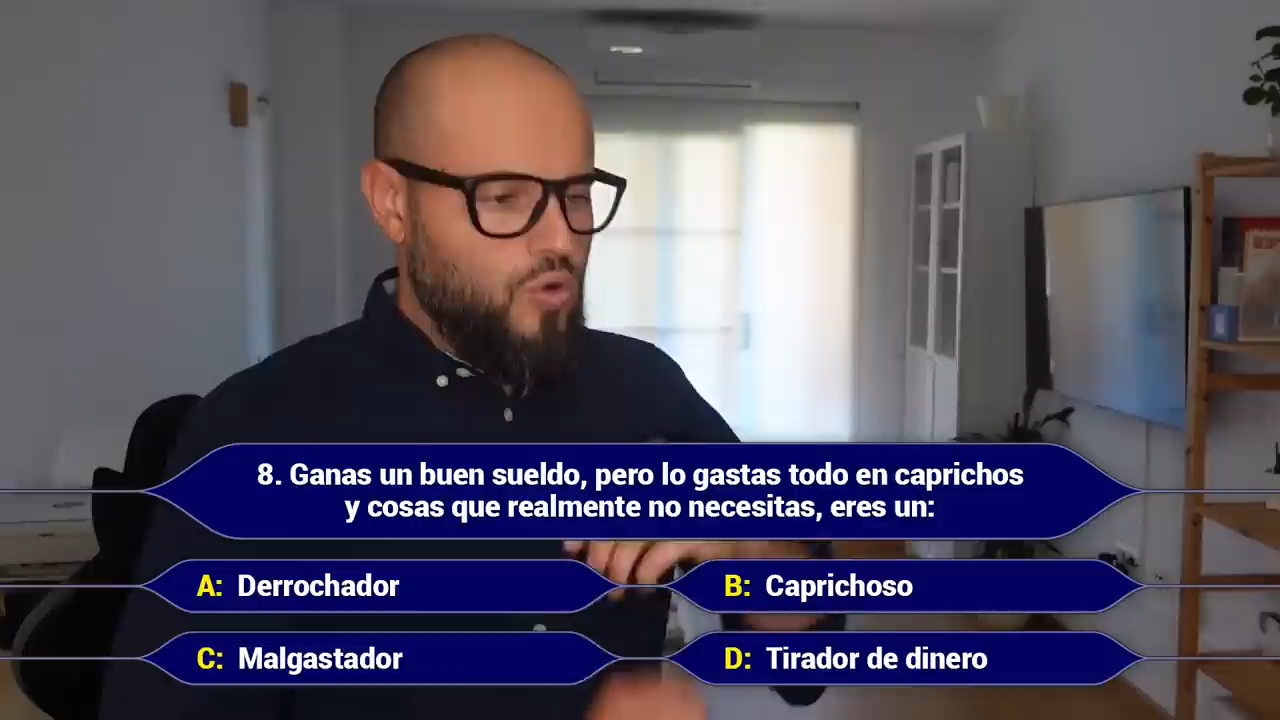 8. Ganas un buen sueldo, pero lo gastas todo en caprichos
y cosas que realmente no necesitas, eres un:
A: Derrochador
B: Caprichoso
C: Malgastador
D: Tirador de dinero